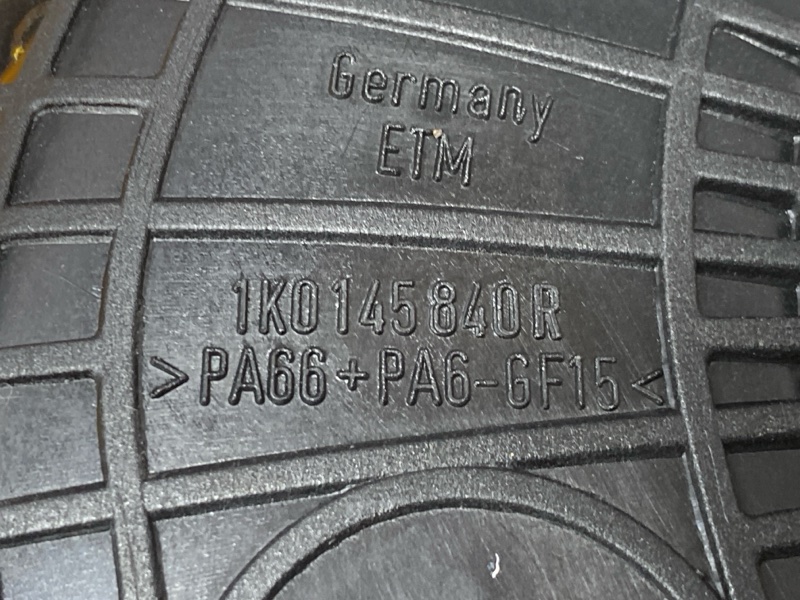 Germany
ETM
1K0 145 840 R
>PA66+PA6-GF15<